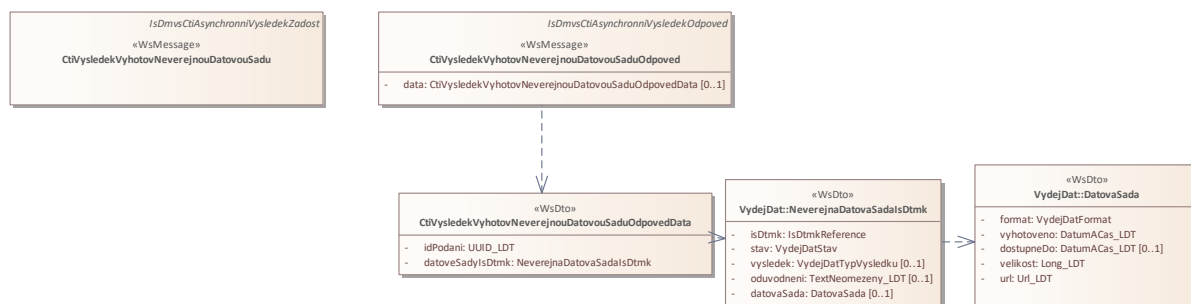 IsDmvsCtiAsynchronniVysledekZadost
«WsMessage»
CtiVysledekVyhotovNeverejnouDatovouSadu
IsDmvsCtiAsynchronniVysledekOdpoved
«WsMessage»
CtiVysledekVyhotovNeverejnouDatovouSaduOdpoved
- data: CtiVysledekVyhotovNeverejnouDatovouSaduOdpovedData [0..1]
«WsDto»
CtiVysledekVyhotovNeverejnouDatovouSaduOdpovedData
- idPodani: UUID_LDT
- datoveSadyIsDtmk: NeverejnaDatovaSadaIsDtmk
«WsDto»
VydejDat::NeverejnaDatovaSadaIsDtmk
- isDtmk: IsDtmkReference
- stav: VydejDatStav
- vysledek: VydejDatTypVysledku [0..1]
- oduvodneni: TextNeomezeny_LDT [0..1]
- datovaSada: DatovaSada [0..1]
«WsDto»
VydejDat::DatovaSada
- format: VydejDatFormat
- vyhotoveno: DatumACas_LDT
- dostupneDo: DatumACas_LDT [0..1]
- velikost: Long_LDT
- url: Url_LDT